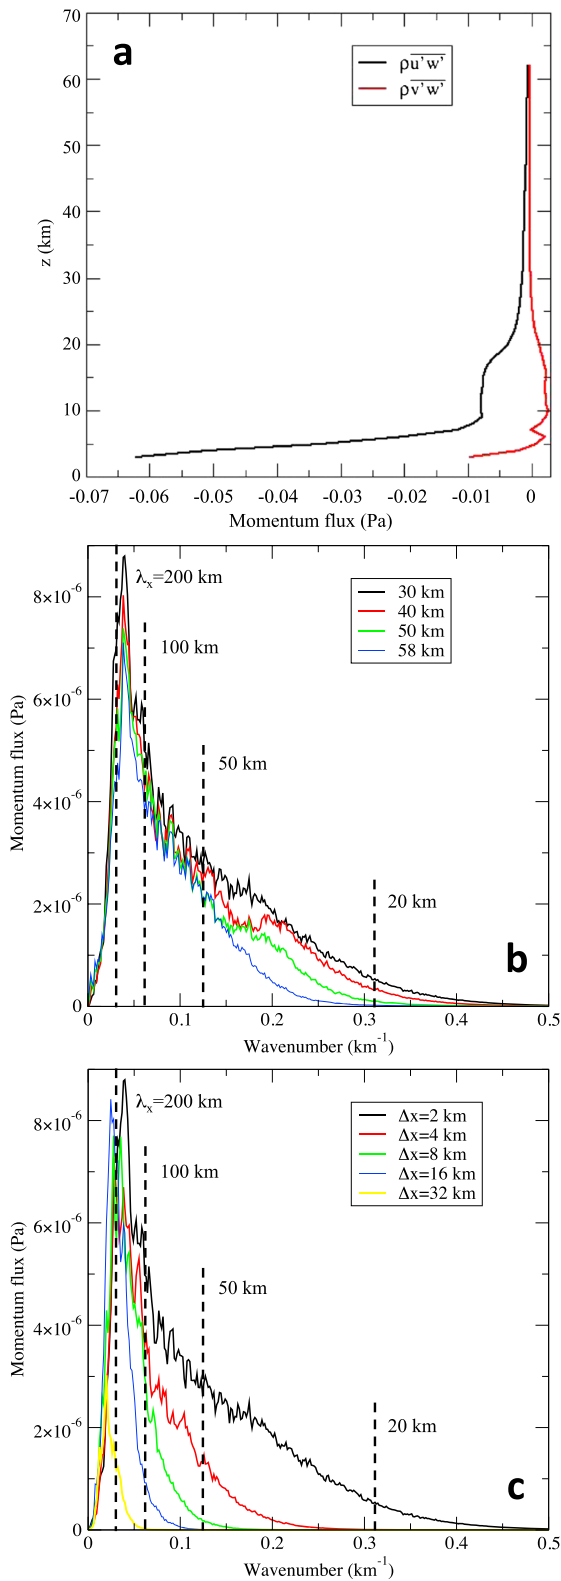 a
70
60
50
40
30
20
10
0
z (km)
ρu'w'
ρv'w'
-0.07 -0.06 -0.05 -0.04 -0.03 -0.02 -0.01 0
Momentum flux (Pa)
λx=200 km
100 km
50 km
20 km
30 km
40 km
50 km
58 km
8×10-6
6×10-6
4×10-6
2×10-6
0
Momentum flux (Pa)
b
0 0.1 0.2 0.3 0.4 0.5
Wavenumber (km-1)
λx=200 km
100 km
50 km
20 km
Δx=2 km
Δx=4 km
Δx=8 km
Δx=16 km
Δx=32 km
8×10-6
6×10-6
4×10-6
2×10-6
0
Momentum flux (Pa)
c
0 0.1 0.2 0.3 0.4 0.5
Wavenumber (km-1)